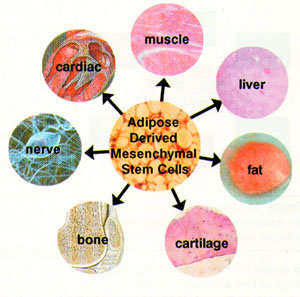 muscle
cardiac
liver
Adipose
Derived
Mesenchymal
Stem Cells
nerve
fat
bone
cartilage